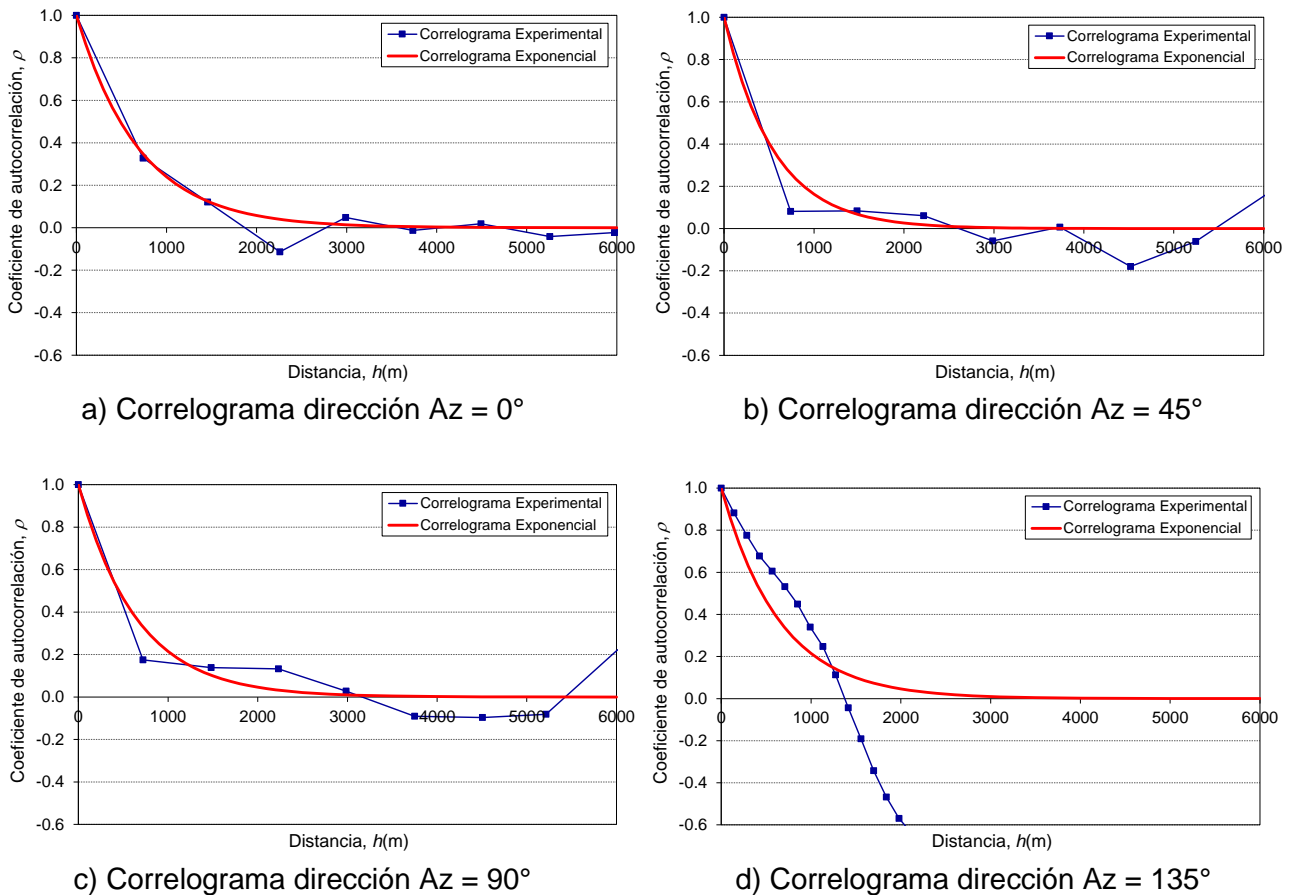 Coeficiente de autocorrelación, ρ
1.0
0.8
0.6
0.4
0.2
0.0
-0.2
-0.4
-0.6
0 1000 2000 3000 4000 5000 6000
Correlograma Experimental
Correlograma Exponencial
Distancia, h(m)
a) Correlograma dirección Az = 0°
Coeficiente de autocorrelación, ρ
1.0
0.8
0.6
0.4
0.2
0.0
-0.2
-0.4
-0.6
0 1000 2000 3000 4000 5000 6000
Correlograma Experimental
Correlograma Exponencial
Distancia, h(m)
b) Correlograma dirección Az = 45°
Coeficiente de autocorrelación, ρ
1.0
0.8
0.6
0.4
0.2
0.0
-0.2
-0.4
-0.6
0 1000 2000 3000 4000 5000 6000
Correlograma Experimental
Correlograma Exponencial
Distancia, h(m)
c) Correlograma dirección Az = 90°
Coeficiente de autocorrelación, ρ
1.0
0.8
0.6
0.4
0.2
0.0
-0.2
-0.4
-0.6
0 1000 2000 3000 4000 5000 6000
Correlograma Experimental
Correlograma Exponencial
Distancia, h(m)
d) Correlograma dirección Az = 135°